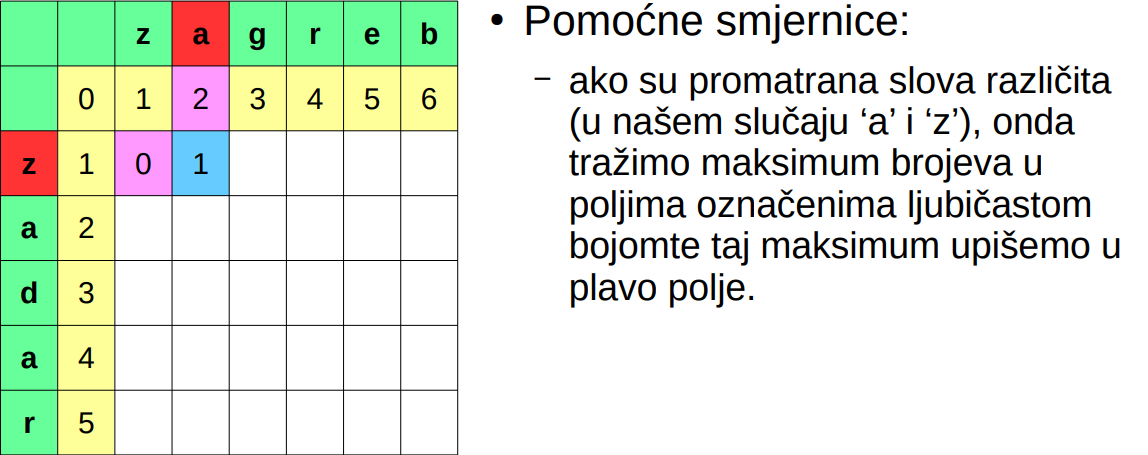 z a g r e b
0 1 2 3 4 5 6
z 1 0 1
a 2
d 3
a 4
r 5
• Pomoćne smjernice:
– ako su promatrana slova različita
(u našem slučaju ‘a’ i ‘z’), onda
tražimo maksimum brojeva u
poljima označenima ljubičastom
bojomte taj maksimum upišemo u
plavo polje.